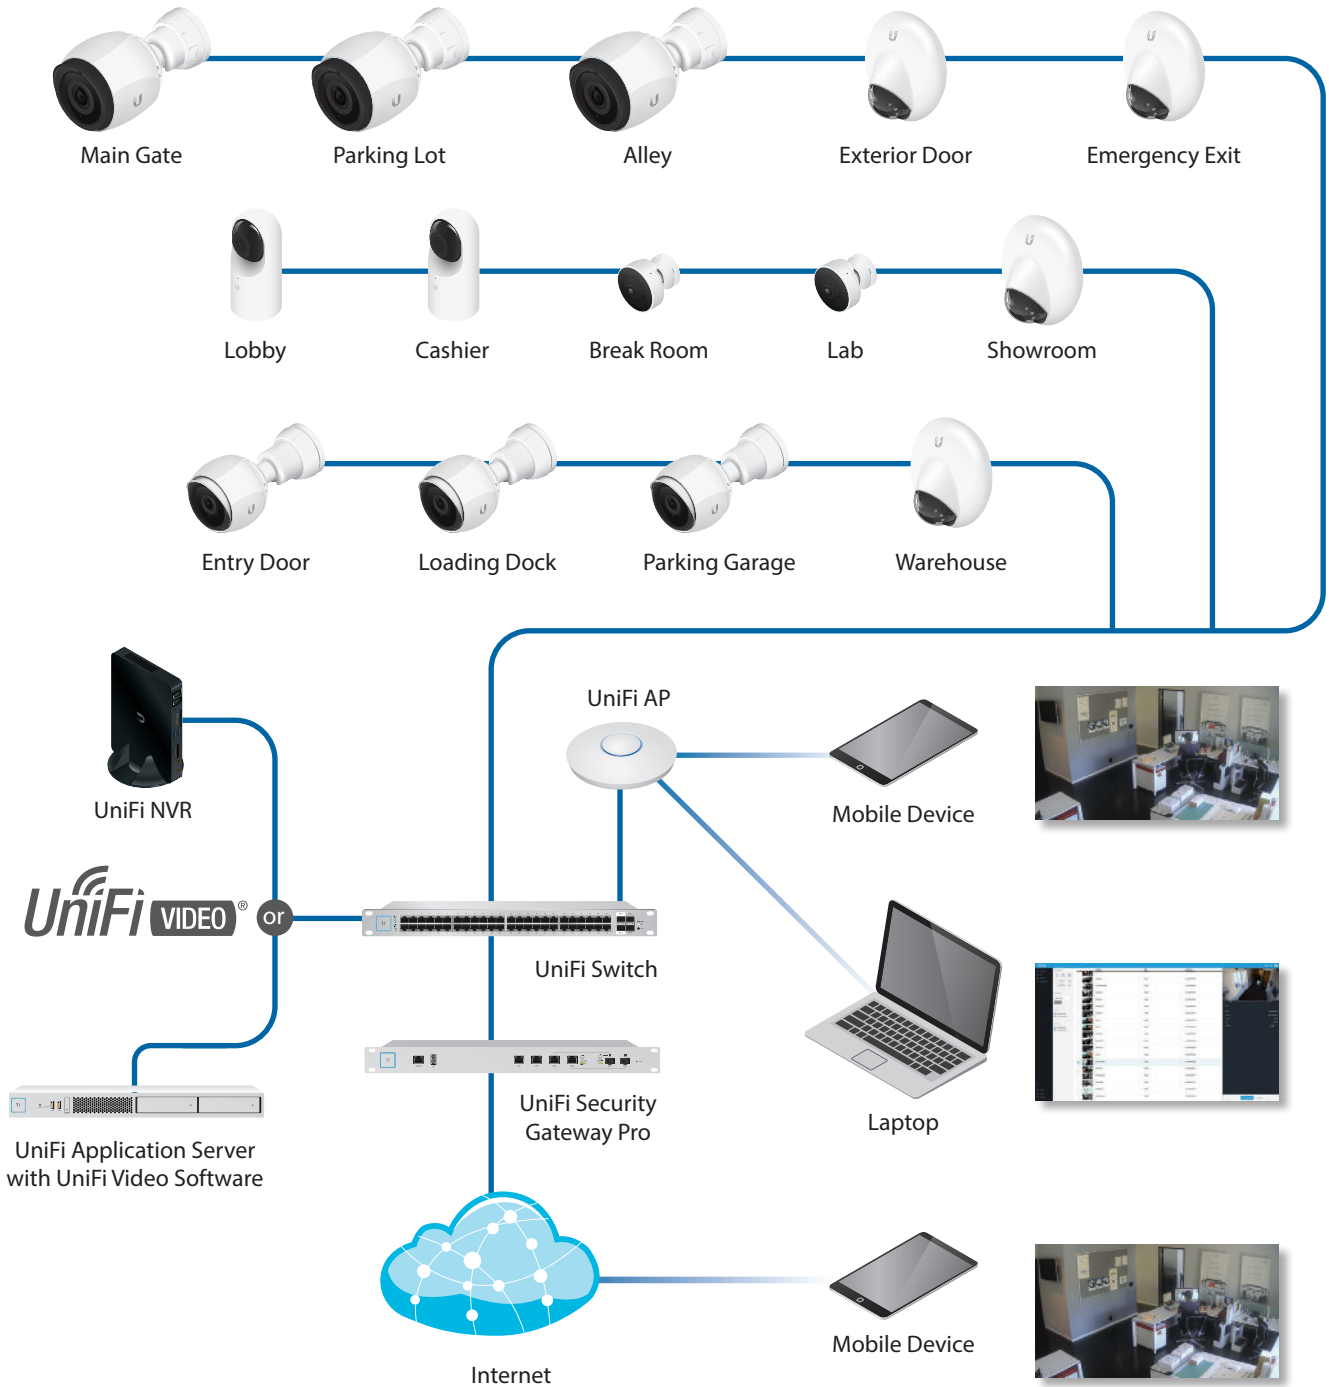 Main Gate
Parking Lot
Alley
Exterior Door
Emergency Exit
Lobby
Cashier
Break Room
Lab
Showroom
Entry Door
Loading Dock
Parking Garage
Warehouse
UniFi NVR
UniFi AP
Mobile Device
UniFi VIDEO®
or
UniFi Switch
UniFi Security
Gateway Pro
Laptop
UniFi Application Server
with UniFi Video Software
Internet
Mobile Device